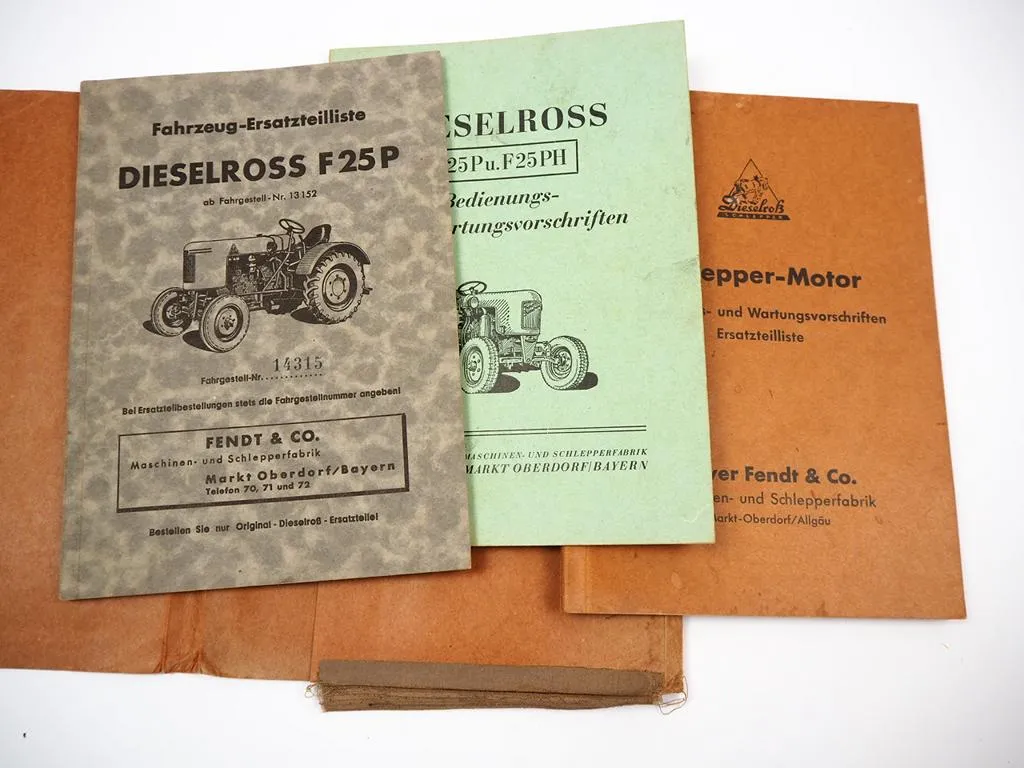 Fahrzeug-Ersatzteilliste
DIESELROSS F 25 P
ab Fahrgestell-Nr. 13152
Fahrgestell-Nr. 14315
Bei Ersatzteilbestellungen stets die Fahrgestellnummer angeben!
FENDT & CO.
Maschinen- und Schlepperfabrik
Markt Oberdorf/Bayern
Telefon 70, 71 und 72
Bestellen Sie nur Original-Dieselroß-Ersatzteile!
ESELROSS
25Pu.F25PH
Bedienungs-
rtungsvorschriften
MASCHINEN- UND SCHLEPPERFABRIK
MARKT OBERDORF/BAYERN
Dieselroß
SCHLEPPER
epper-Motor
s- und Wartungsvorschriften
Ersatzteilliste
ver Fendt & Co.
en- und Schlepperfabrik
Markt-Oberdorf/Allgäu